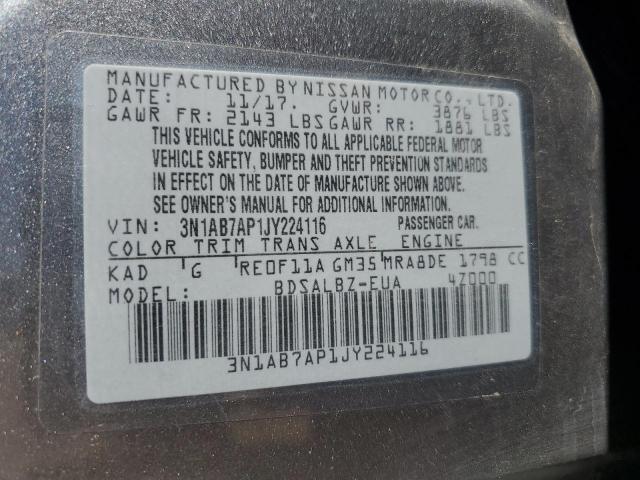 MANUFACTURED BY NISSAN MOTOR CO., LTD.
DATE: 11/17. GVWR: 3876 LBS
GAWR FR: 2143 LBS GAWR RR: 1881 LBS
THIS VEHICLE CONFORMS TO ALL APPLICABLE FEDERAL MOTOR
VEHICLE SAFETY, BUMPER AND THEFT PREVENTION STANDARDS
IN EFFECT ON THE DATE OF MANUFACTURE SHOWN ABOVE.
SEE OWNER'S MANUAL FOR ADDITIONAL INFORMATION.
VIN: 3N1AB7AP1JY224116 PASSENGER CAR.
COLOR TRIM TRANS AXLE ENGINE
KAD G RE0F11A GM35 MRA8DE 1798 CC
MODEL: BDSALBZ-EUA 4Z000
3N1AB7AP1JY224116